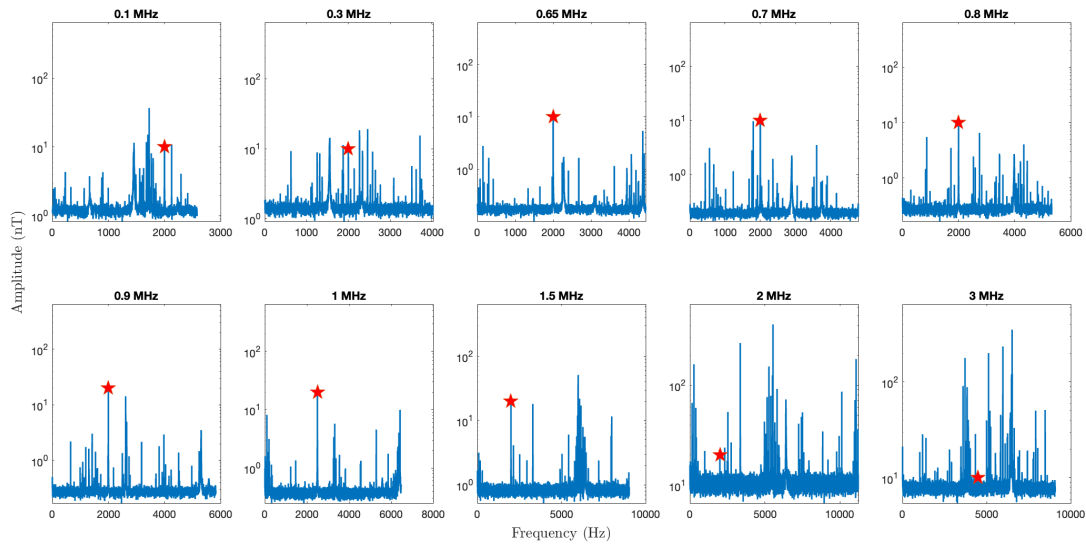 0.1 MHz 0.3 MHz 0.65 MHz 0.7 MHz 0.8 MHz
10² 10² 10² 10² 10²
10¹ 10¹ 10¹ 10¹ 10¹
10⁰ 10⁰ 10⁰ 10⁰ 10⁰
0 1000 2000 3000 0 1000 2000 3000 4000 0 1000 2000 3000 4000 0 1000 2000 3000 4000 0 2000 4000 6000
Amplitude (nT)
0.9 MHz 1 MHz 1.5 MHz 2 MHz 3 MHz
10² 10² 10² 10² 10²
10¹ 10¹ 10¹ 10¹ 10¹
10⁰ 10⁰ 10⁰
0 2000 4000 6000 0 2000 4000 6000 8000 0 5000 10000 0 5000 10000 0 5000 10000
Frequency (Hz)